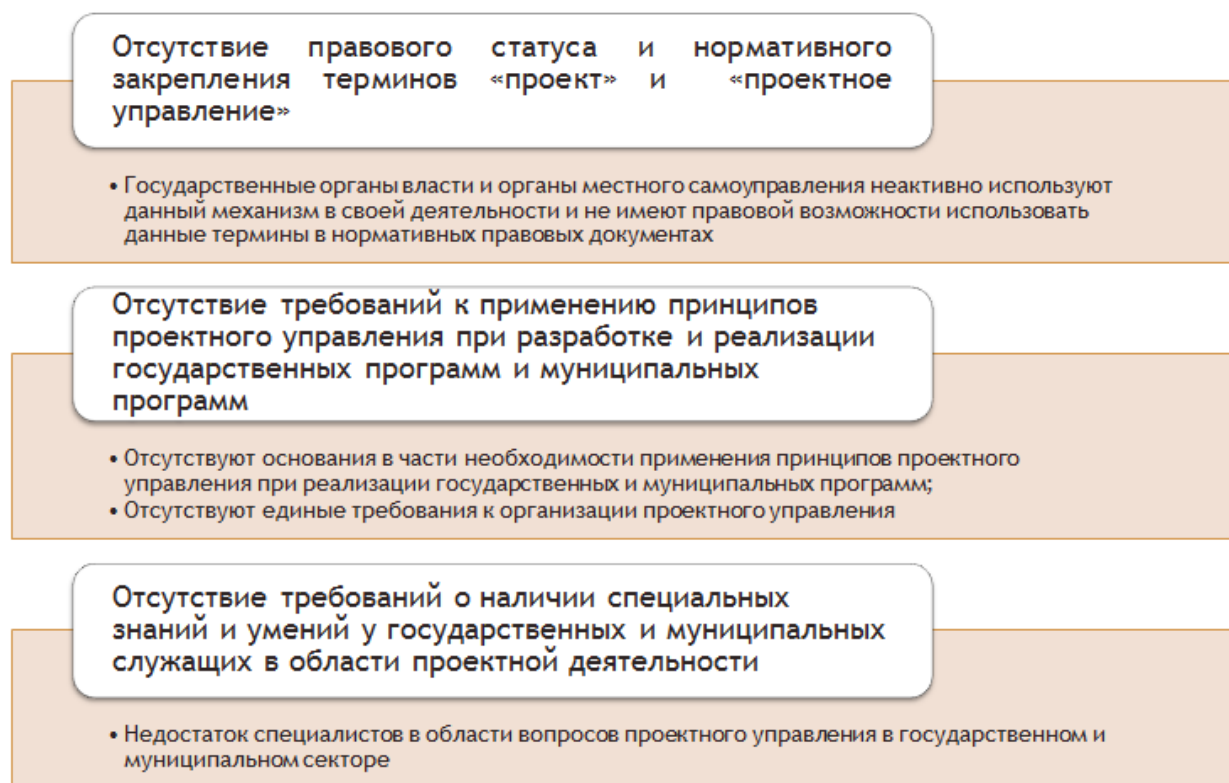 Отсутствие правового статуса и нормативного
закрепления терминов «проект» и «проектное
управление»
• Государственные органы власти и органы местного самоуправления неактивно используют
данный механизм в своей деятельности и не имеют правовой возможности использовать
данные термины в нормативных правовых документах
Отсутствие требований к применению принципов
проектного управления при разработке и реализации
государственных программ и муниципальных
программ
• Отсутствуют основания в части необходимости применения принципов проектного
управления при реализации государственных и муниципальных программ;
• Отсутствуют единые требования к организации проектного управления
Отсутствие требований о наличии специальных
знаний и умений у государственных и муниципальных
служащих в области проектной деятельности
• Недостаток специалистов в области вопросов проектного управления в государственном и
муниципальном секторе